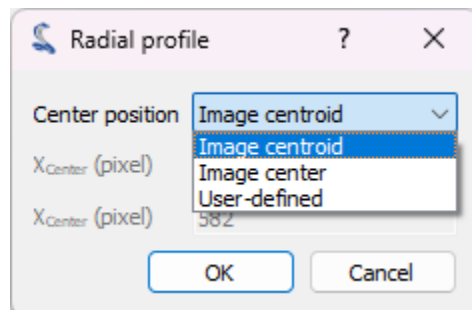 Radial profile ? ×
Center position Image centroid
Image centroid
XCenter (pixel) Image center
User-defined
XCenter (pixel) 582
OK Cancel